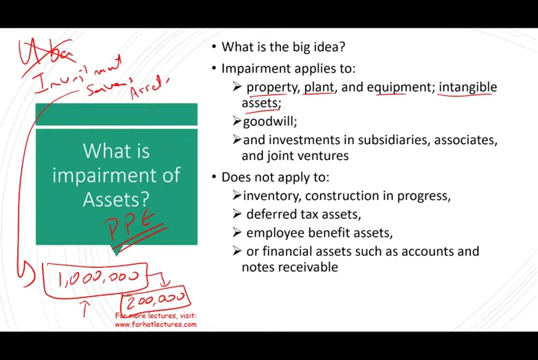 What is the big idea?
Impairment applies to:
property, plant, and equipment; intangible
assets;
goodwill;
and investments in subsidiaries, associates,
and joint ventures
Does not apply to:
inventory, construction in progress,
deferred tax assets,
employee benefit assets,
or financial assets such as accounts and
notes receivable
Investment
Assets
What is
impairment of
Assets?
PPE
1,000,000
200,000
For more lectures, visit:
www.farhatlectures.com